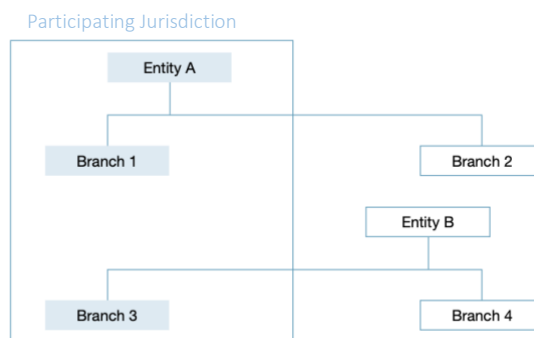 Participating Jurisdiction
Entity A
Branch 1
Branch 2
Entity B
Branch 3
Branch 4